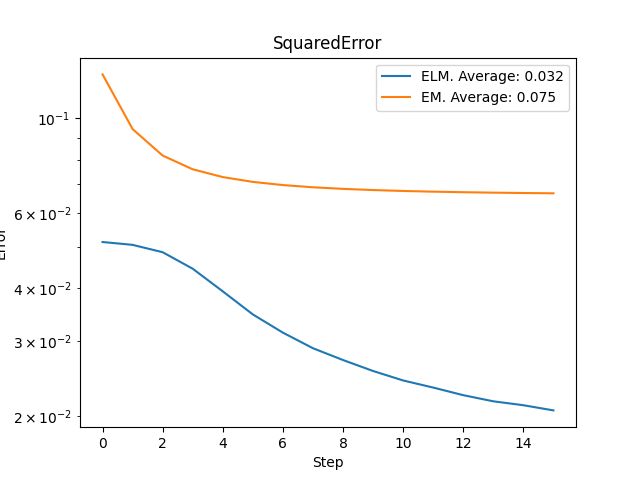 SquaredError
ELM. Average: 0.032
EM. Average: 0.075
10⁻¹
6 × 10⁻²
4 × 10⁻²
3 × 10⁻²
2 × 10⁻²
Error
0 2 4 6 8 10 12 14
Step